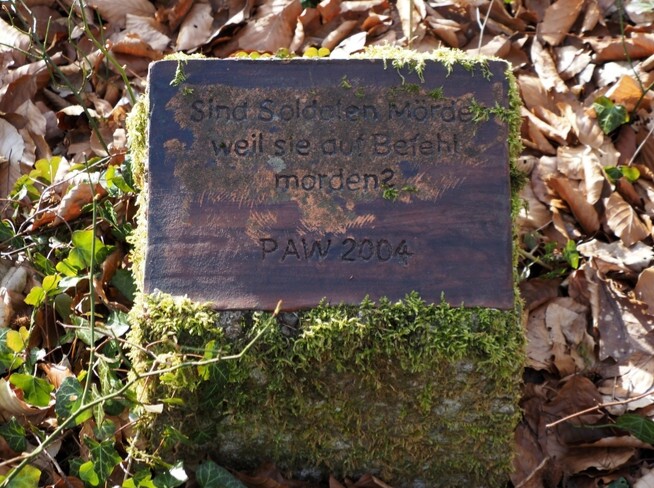 Sind Soldaten Mörder
weil sie auf Befehl
morden?
PAW 2004